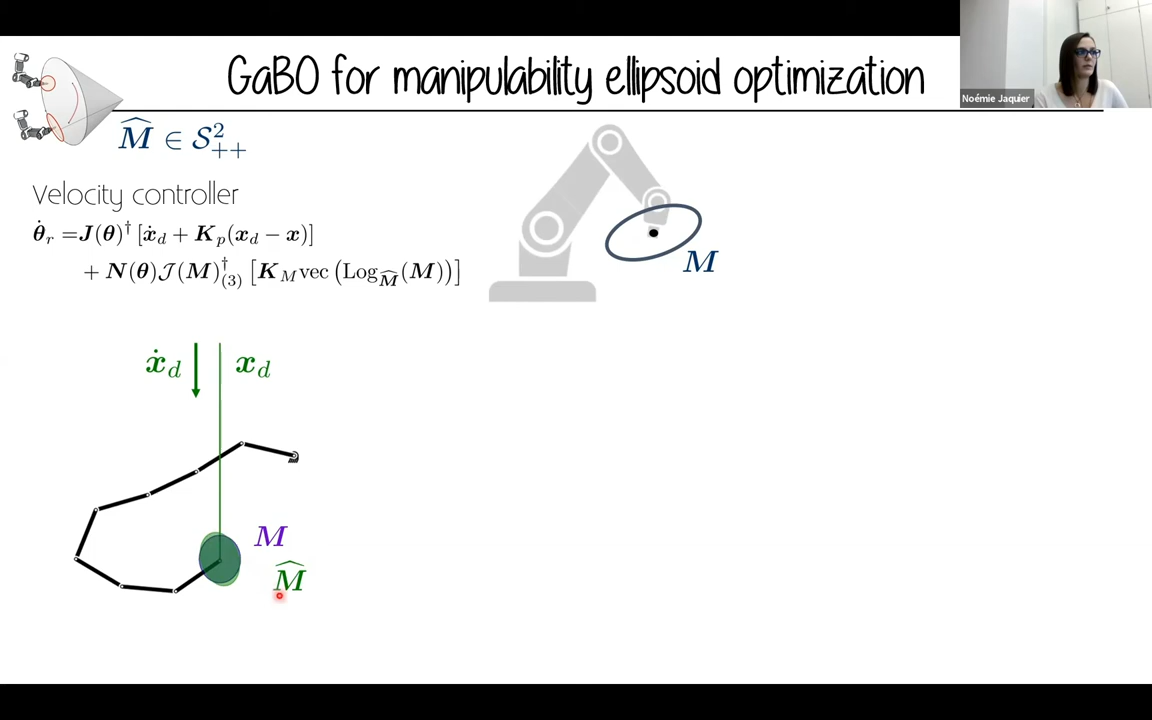 GaBO for manipulability ellipsoid optimization
Noémie Jaquier
M̂ ∈ 𝒮²₊₊
Velocity controller
θ̇ᵣ =J(θ)† [ẋ_d + K_p(x_d − x)]
+ N(θ)𝒥(M)†₍₃₎ [K_M vec (Log_M̂(M))]
M
ẋ_d x_d
M
M̂